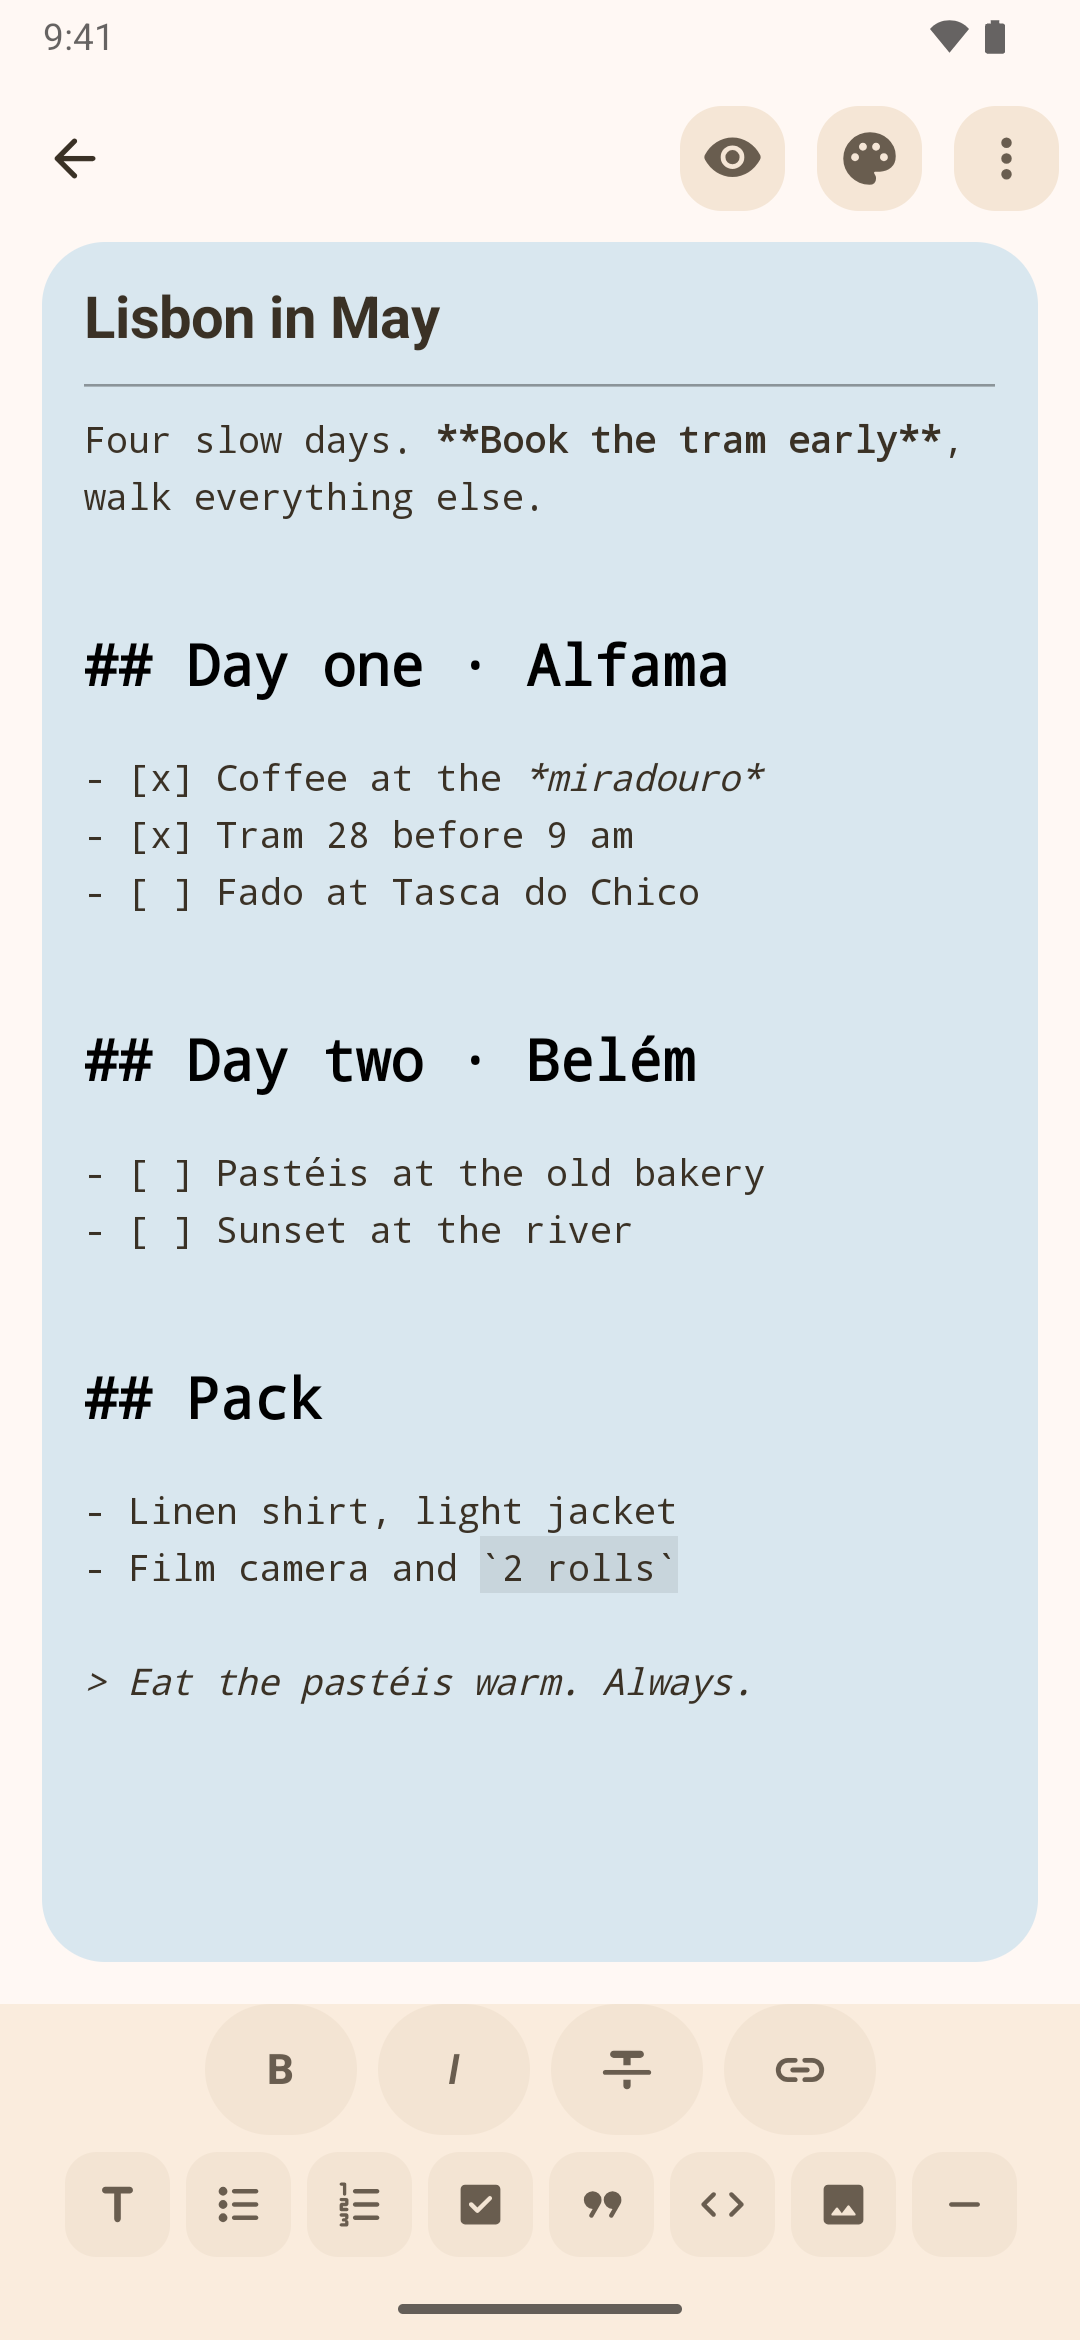 9:41
Lisbon in May
Four slow days. **Book the tram early**,
walk everything else.
## Day one · Alfama
- [x] Coffee at the *miradouro*
- [x] Tram 28 before 9 am
- [ ] Fado at Tasca do Chico
## Day two · Belém
- [ ] Pastéis at the old bakery
- [ ] Sunset at the river
## Pack
- Linen shirt, light jacket
- Film camera and `2 rolls`
> Eat the pastéis warm. Always.
B I T
T 1 2 3